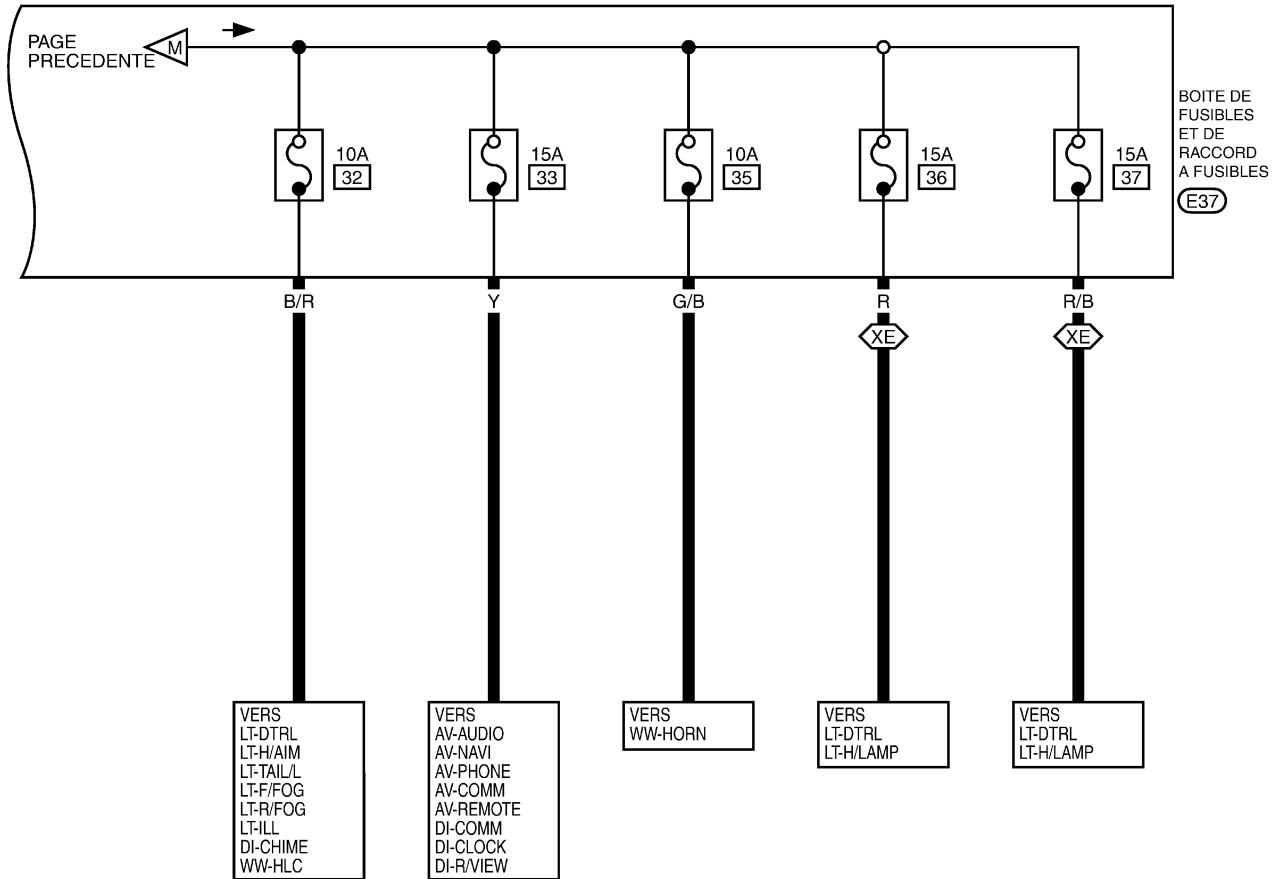 PAGE
PRECEDENTE
M
BOITE DE
FUSIBLES
ET DE
RACCORD
A FUSIBLES
E37
10A
32
15A
33
10A
35
15A
36
15A
37
B/R
Y
G/B
R
R/B
XE
XE
VERS
LT-DTRL
LT-H/AIM
LT-TAIL/L
LT-F/FOG
LT-R/FOG
LT-ILL
DI-CHIME
WW-HLC
VERS
AV-AUDIO
AV-NAVI
AV-PHONE
AV-COMM
AV-REMOTE
DI-COMM
DI-CLOCK
DI-R/VIEW
VERS
WW-HORN
VERS
LT-DTRL
LT-H/LAMP
VERS
LT-DTRL
LT-H/LAMP